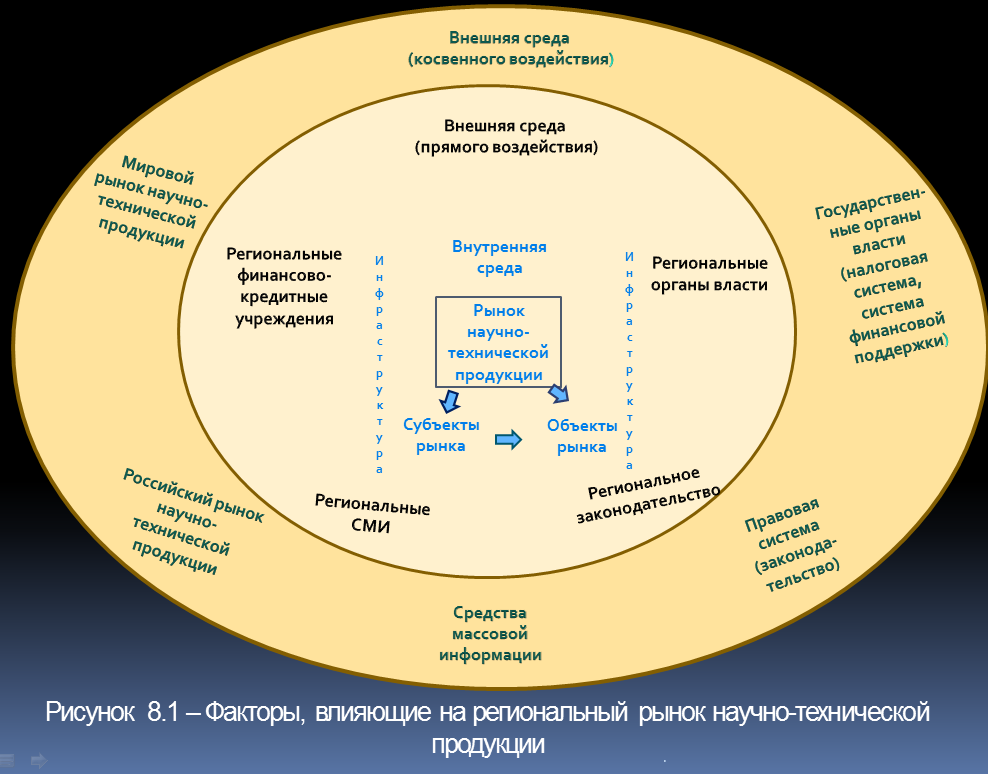 Внешняя среда
(косвенного воздействия)
Внешняя среда
(прямого воздействия)
Мировой
рынок научно-
технической
продукции
Государствен-
ные органы
власти
(налоговая
система,
система
финансовой
поддержки)
Региональные
финансово-
кредитные
учреждения
Инфраструктура
Внутренняя
среда
Инфраструктура
Региональные
органы власти
Рынок
научно-
технической
продукции
Субъекты
рынка
Объекты
рынка
Региональные
СМИ
Региональное
законодательство
Российский рынок
научно-
технической
продукции
Правовая
система
(законода-
тельство)
Средства
массовой
информации
Рисунок 8.1 – Факторы, влияющие на региональный рынок научно-технической
продукции